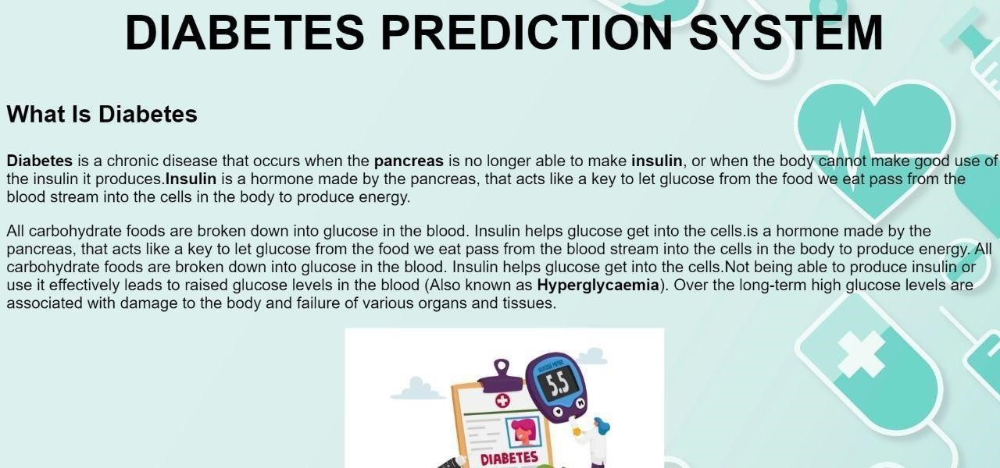 DIABETES PREDICTION SYSTEM
What Is Diabetes
Diabetes is a chronic disease that occurs when the pancreas is no longer able to make insulin, or when the body cannot make good use of
the insulin it produces.Insulin is a hormone made by the pancreas, that acts like a key to let glucose from the food we eat pass from the
blood stream into the cells in the body to produce energy.
All carbohydrate foods are broken down into glucose in the blood. Insulin helps glucose get into the cells.is a hormone made by the
pancreas, that acts like a key to let glucose from the food we eat pass from the blood stream into the cells in the body to produce energy. All
carbohydrate foods are broken down into glucose in the blood. Insulin helps glucose get into the cells.Not being able to produce insulin or
use it effectively leads to raised glucose levels in the blood (Also known as Hyperglycaemia). Over the long-term high glucose levels are
associated with damage to the body and failure of various organs and tissues.
GLUCOSE METER
5.5
DIABETES